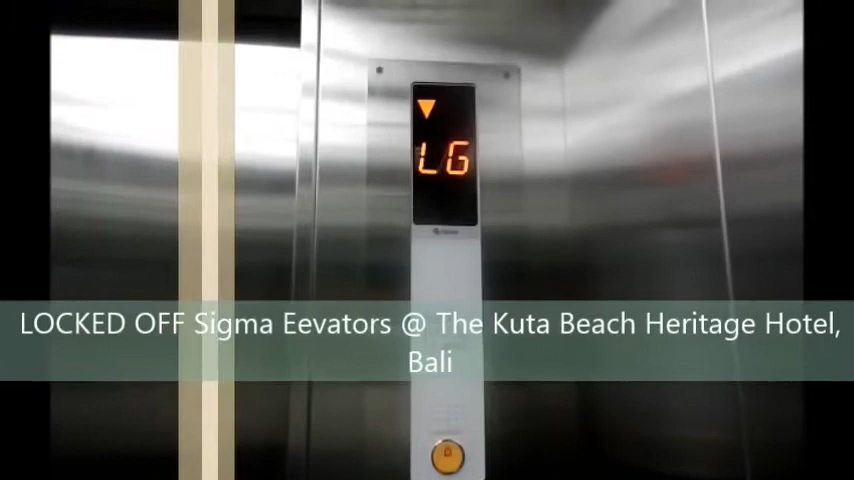 LG
LOCKED OFF Sigma Eevators @ The Kuta Beach Heritage Hotel,
Bali